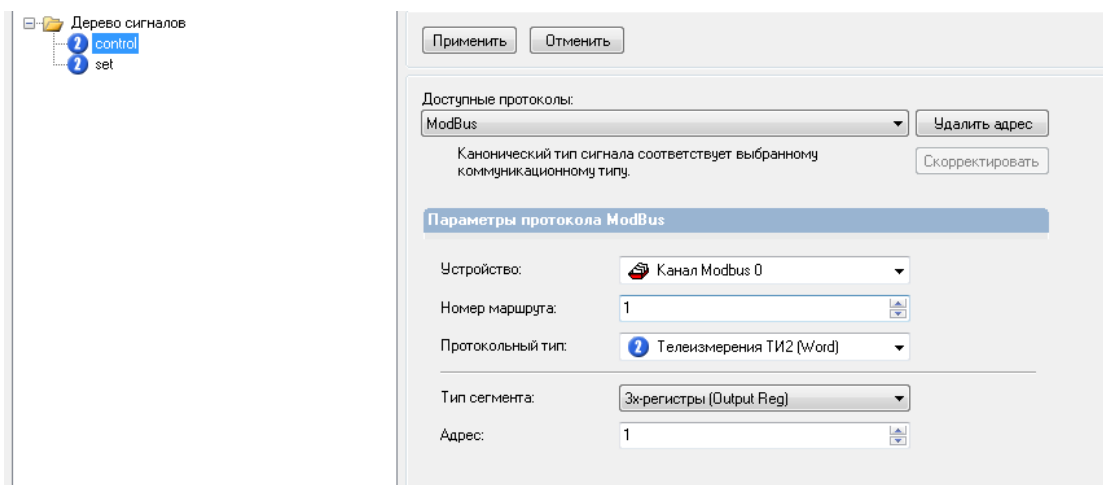 Дерево сигналов
control
set
Применить
Отменить
Доступные протоколы:
ModBus
Удалить адрес
Канонический тип сигнала соответствует выбранному
коммуникационному типу.
Скорректировать
Параметры протокола ModBus
Устройство:
Канал Modbus 0
Номер маршрута:
1
Протокольный тип:
2 Телеизмерения ТИ2 (Word)
Тип сегмента:
3x-регистры (Output Reg)
Адрес:
1